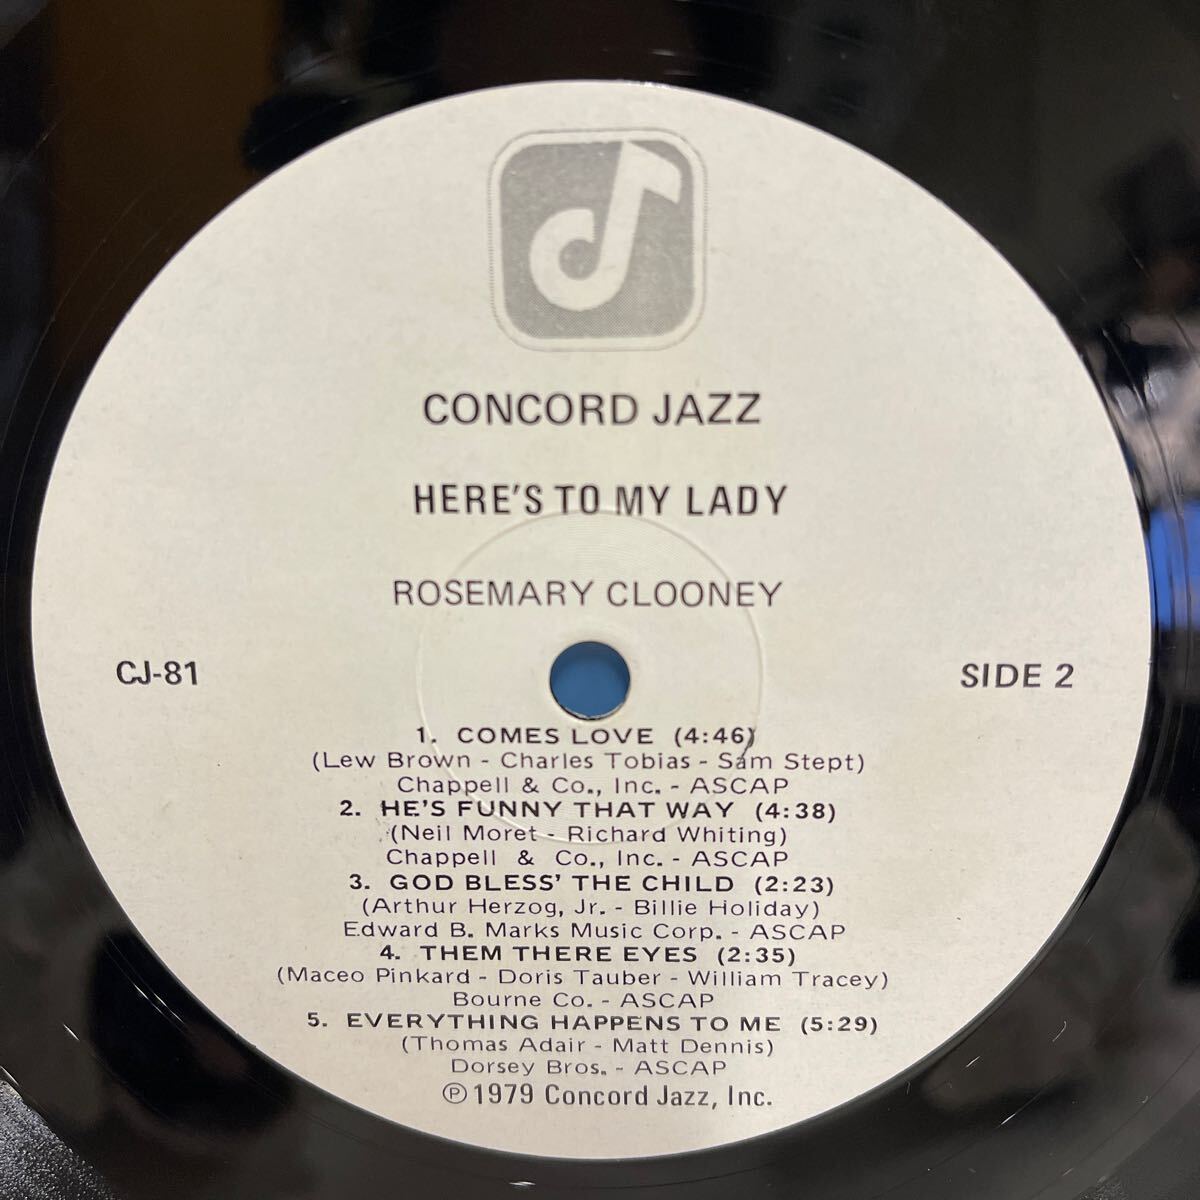 CONCORD JAZZ
HERE'S TO MY LADY
ROSEMARY CLOONEY
CJ-81
SIDE 2
1. COMES LOVE (4:46)
(Lew Brown - Charles Tobias - Sam Stept)
Chappell & Co., Inc. - ASCAP
2. HE'S FUNNY THAT WAY (4:38)
(Neil Moret - Richard Whiting)
Chappell & Co., Inc. - ASCAP
3. GOD BLESS' THE CHILD (2:23)
(Arthur Herzog, Jr. - Billie Holiday)
Edward B. Marks Music Corp. - ASCAP
4. THEM THERE EYES (2:35)
(Maceo Pinkard - Doris Tauber - William Tracey)
Bourne Co. - ASCAP
5. EVERYTHING HAPPENS TO ME (5:29)
(Thomas Adair - Matt Dennis)
Dorsey Bros. - ASCAP
℗ 1979 Concord Jazz, Inc.